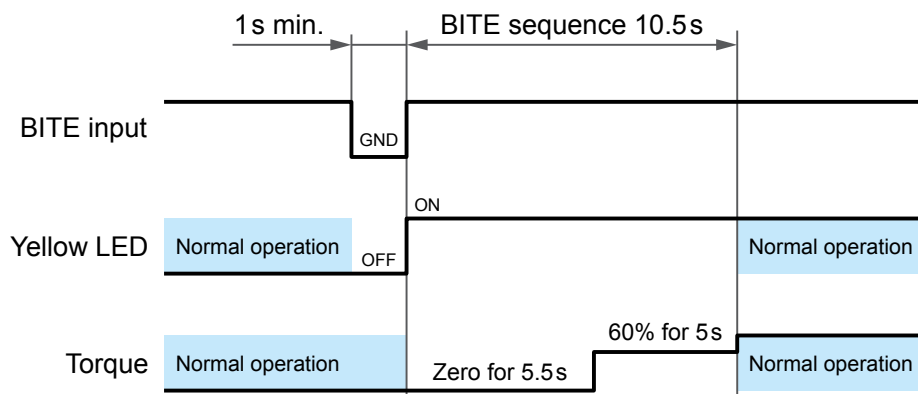 1s min.
BITE sequence 10.5s
BITE input
GND
ON
Yellow LED
Normal operation
OFF
Normal operation
60% for 5s
Torque
Normal operation
Zero for 5.5s
Normal operation